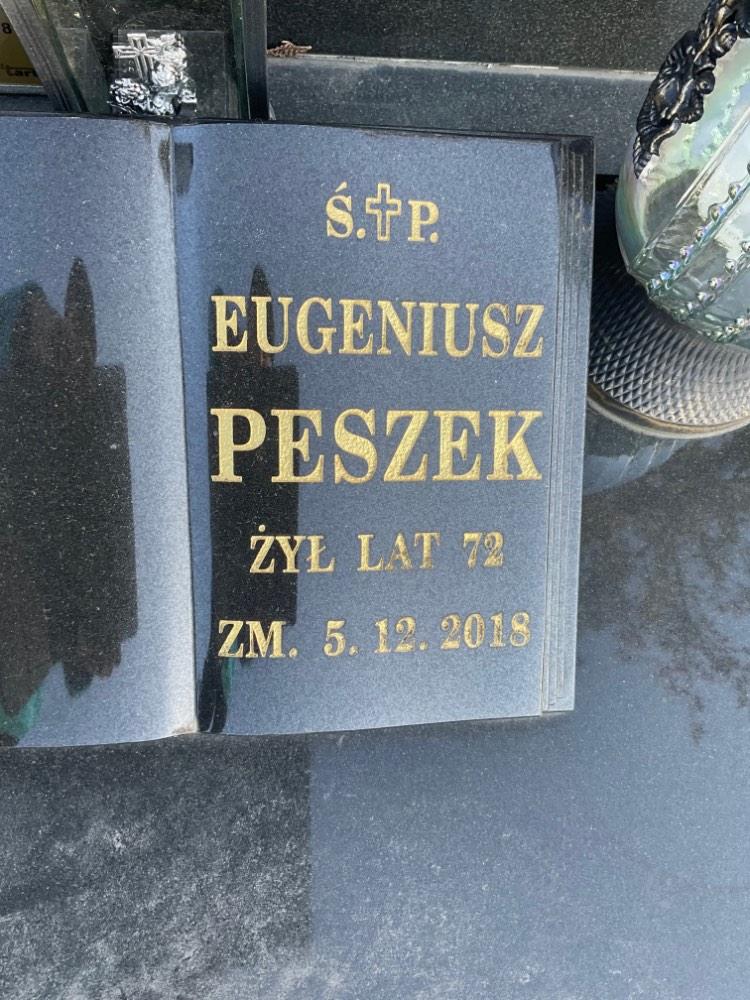 Ś.✝P.
EUGENIUSZ
PESZEK
ŻYŁ LAT 72
ZM. 5. 12. 2018